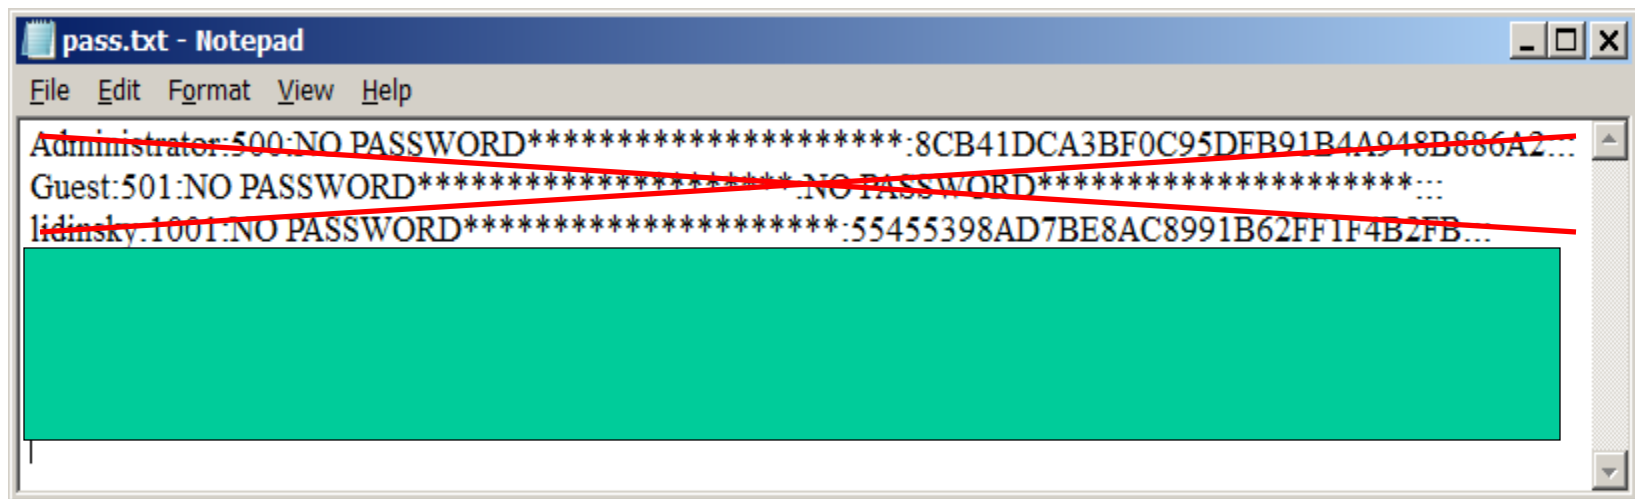 pass.txt - Notepad
File Edit Format View Help
Administrator:500:NO PASSWORD*********************:8CB41DCA3BF0C95DFB91B4A948B886A2:::
Guest:501:NO PASSWORD*********************:NO PASSWORD*********************:::
lidinsky:1001:NO PASSWORD*********************:55455398AD7BE8AC8991B62FF1F4B2FB:::